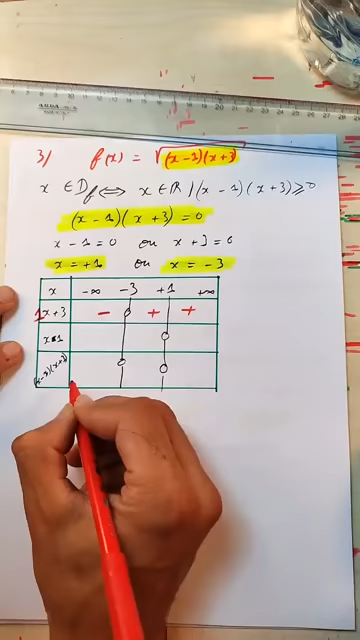 3) f(x) = √(x-1)(x+3)
x ∈ Df ⟺ x ∈ ℝ / (x-1)(x+3) ≥ 0
(x-1)(x+3) = 0
x-1 = 0 ou x+3 = 0
x = +1 ou x = -3
x -∞ -3 +1 +∞
x+3 - 0 + +
x-1 0
(x-1)(x+3) 0 0